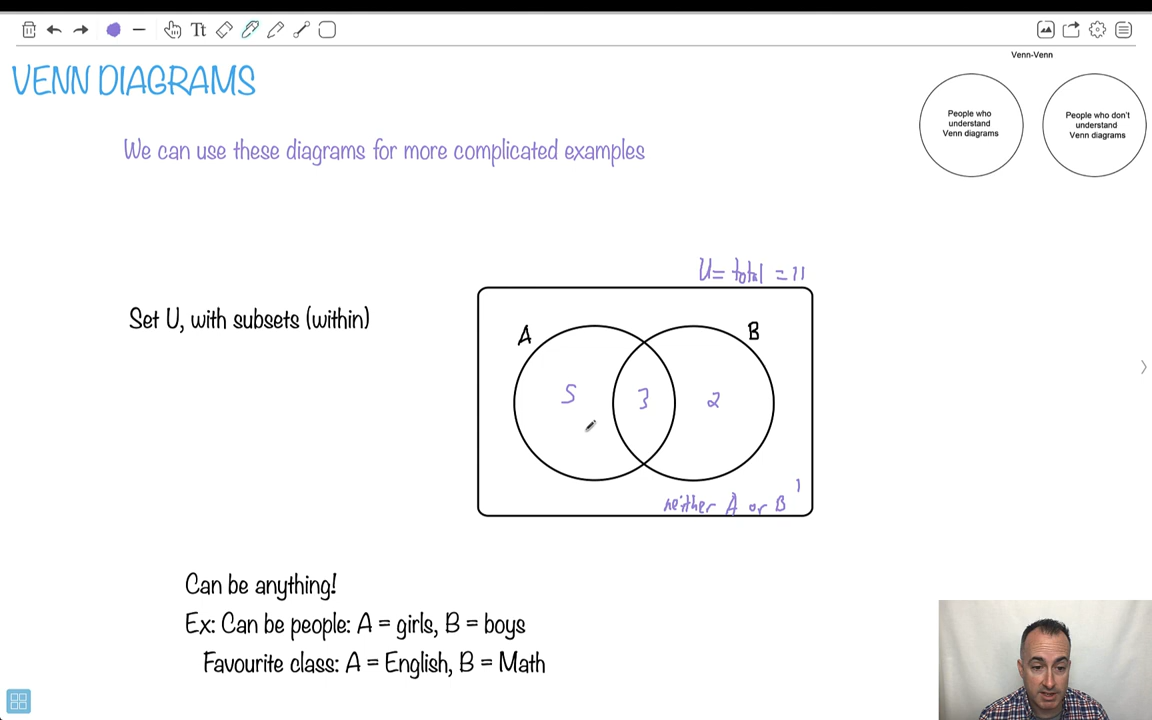 Tt
VENN DIAGRAMS
Venn-Venn
People who
understand
Venn diagrams
People who don't
understand
Venn diagrams
We can use these diagrams for more complicated examples
U= total = 11
Set U, with subsets (within)
A
B
5
3
2
1
neither A or B
Can be anything!
Ex: Can be people: A = girls, B = boys
Favourite class: A = English, B = Math